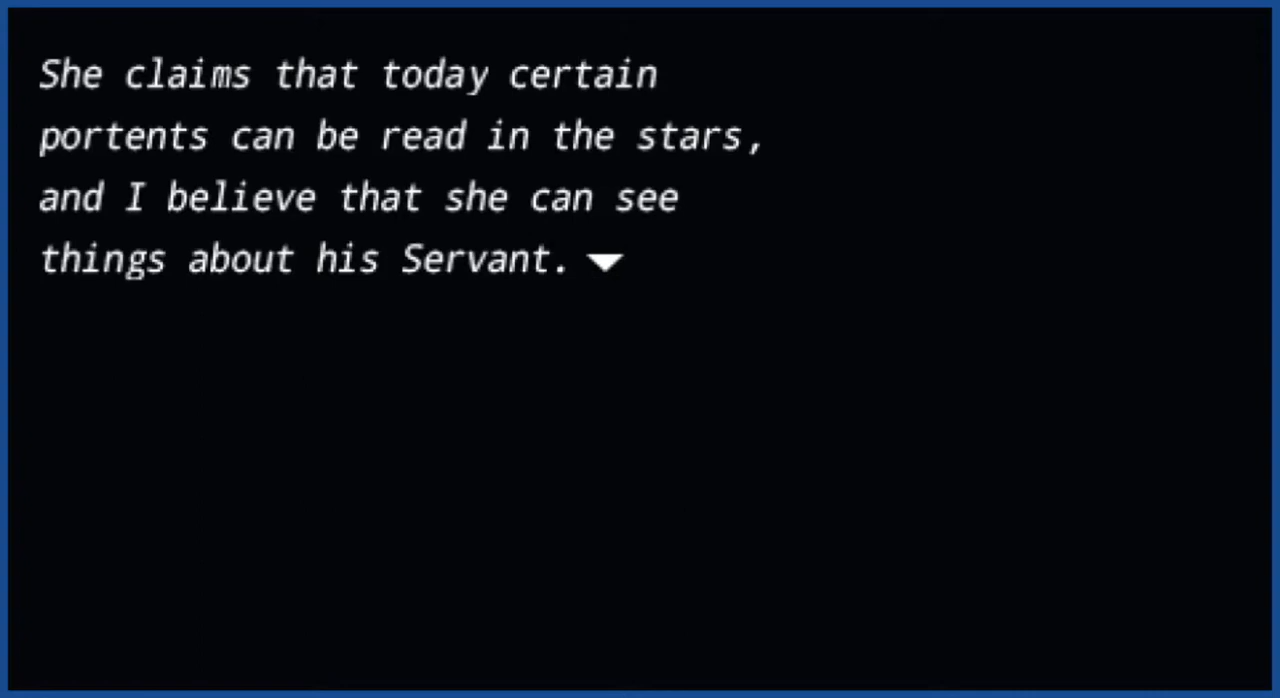 She claims that today certain
portents can be read in the stars,
and I believe that she can see
things about his Servant.